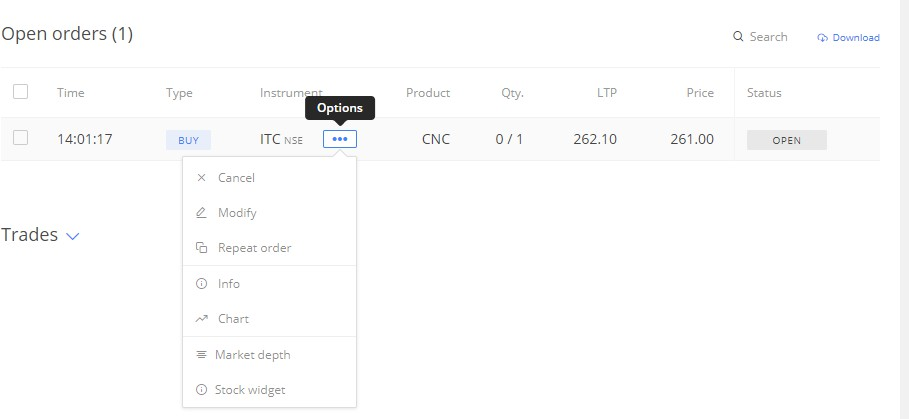 Open orders (1)
Search
Download
Time Type Instrument Product Qty. LTP Price Status
Options
14:01:17 BUY ITC NSE ••• CNC 0 / 1 262.10 261.00 OPEN
Cancel
Modify
Repeat order
Info
Chart
Market depth
Stock widget
Trades